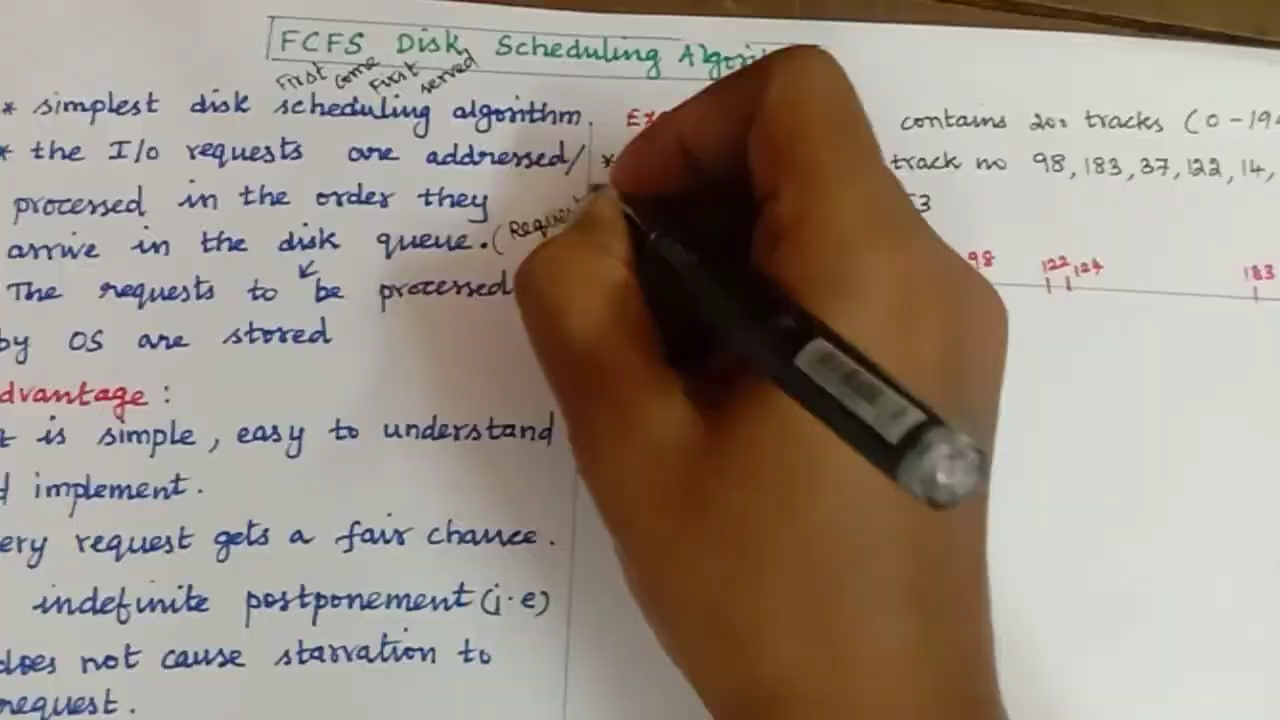 FCFS Disk Scheduling
First Come First served
* simplest disk scheduling algorithm.
* the I/o requests are addressed/
processed in the order they
arrive in the disk queue. (
The requests to be processed
by OS are stored
dvantage :
t is simple, easy to understand
d implement.
ery request gets a fair chance.
indefinite postponement (i.e)
does not cause starvation to
request.
contains 200 tracks (0-19
* track no 98, 183, 37, 122, 14,
98 122 124 183